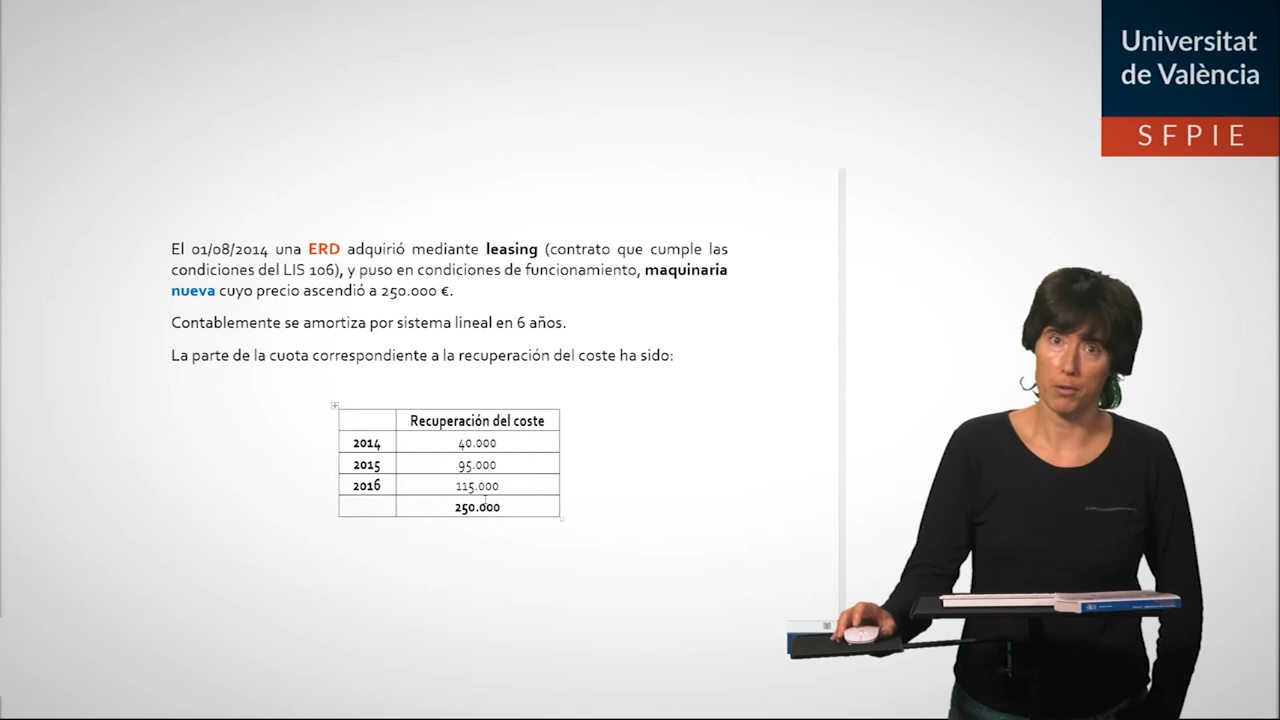 Universitat
de València
SFPIE
El 01/08/2014 una ERD adquirió mediante leasing (contrato que cumple las
condiciones del LIS 106), y puso en condiciones de funcionamiento, maquinaria
nueva cuyo precio ascendió a 250.000 €.
Contablemente se amortiza por sistema lineal en 6 años.
La parte de la cuota correspondiente a la recuperación del coste ha sido:
Recuperación del coste
2014 40.000
2015 95.000
2016 115.000
250.000